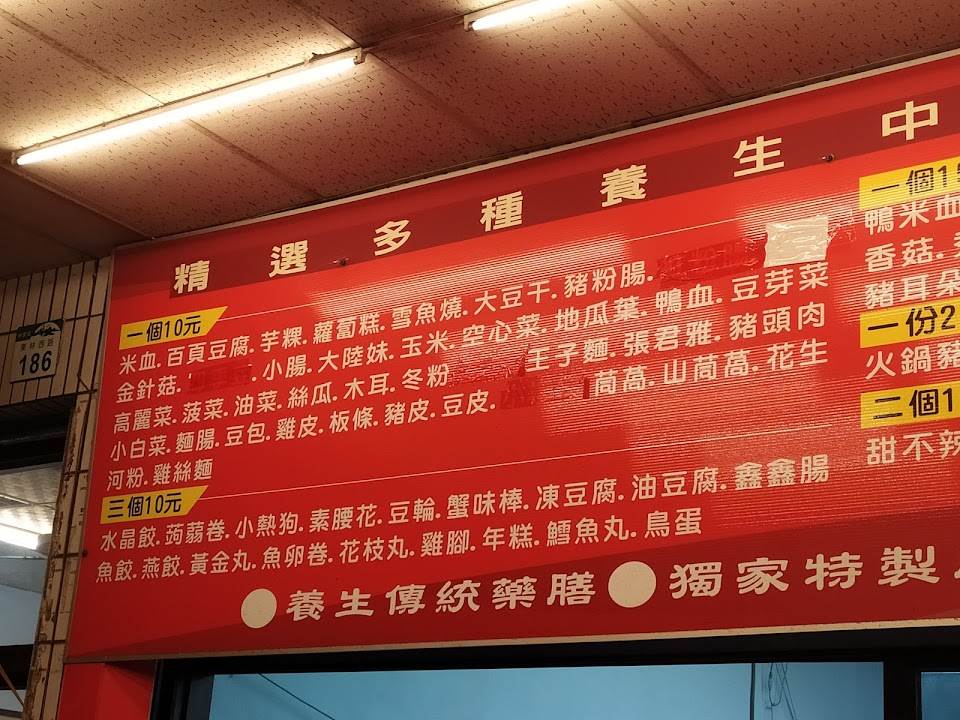 精選多種養生中
一個10元
米血.百頁豆腐.芋粿.蘿蔔糕.雪魚燒.大豆干.豬粉腸.
金針菇. .小腸.大陸妹.玉米.空心菜.地瓜葉.鴨血.豆芽菜
高麗菜.菠菜.油菜.絲瓜.木耳.冬粉 王子麵.張君雅.豬頭肉
小白菜.麵腸.豆包.雞皮.板條.豬皮.豆皮. 茼萵.山茼萵.花生
河粉.雞絲麵
三個10元
水晶餃.蒟蒻卷.小熱狗.素腰花.豆輪.蟹味棒.凍豆腐.油豆腐.鑫鑫腸
魚餃.燕餃.黃金丸.魚卵卷.花枝丸.雞腳.年糕.鱈魚丸.鳥蛋
一個1
鴨米血
香菇.
豬耳朵
一份2
火鍋豬
二個1
甜不辣
●養生傳統藥膳●獨家特製
東林西路
186